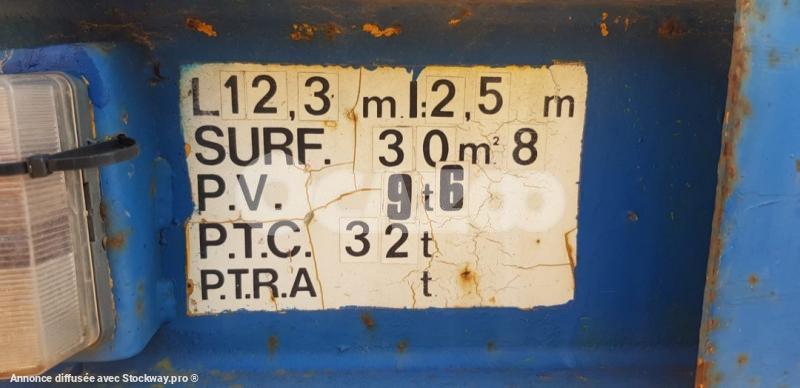 L12,3 m. l:2,5 m
SURF. 30m² 8
P.V. 9t6
P.T.C. 32t
P.T.R.A t
Annonce diffusée avec Stockway.pro ®